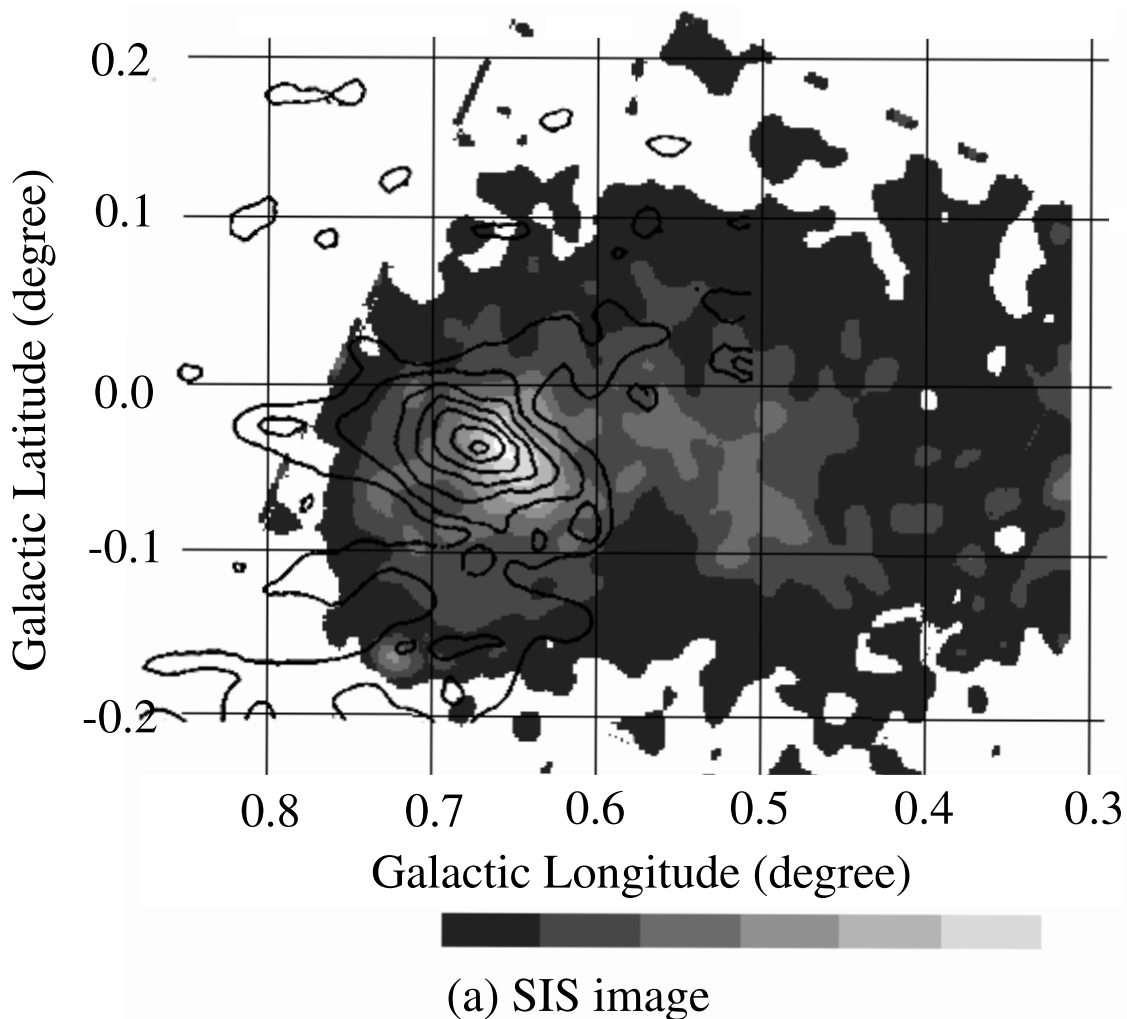 0.2
0.1
0.0
-0.1
-0.2
Galactic Latitude (degree)
0.8 0.7 0.6 0.5 0.4 0.3
Galactic Longitude (degree)
(a) SIS image